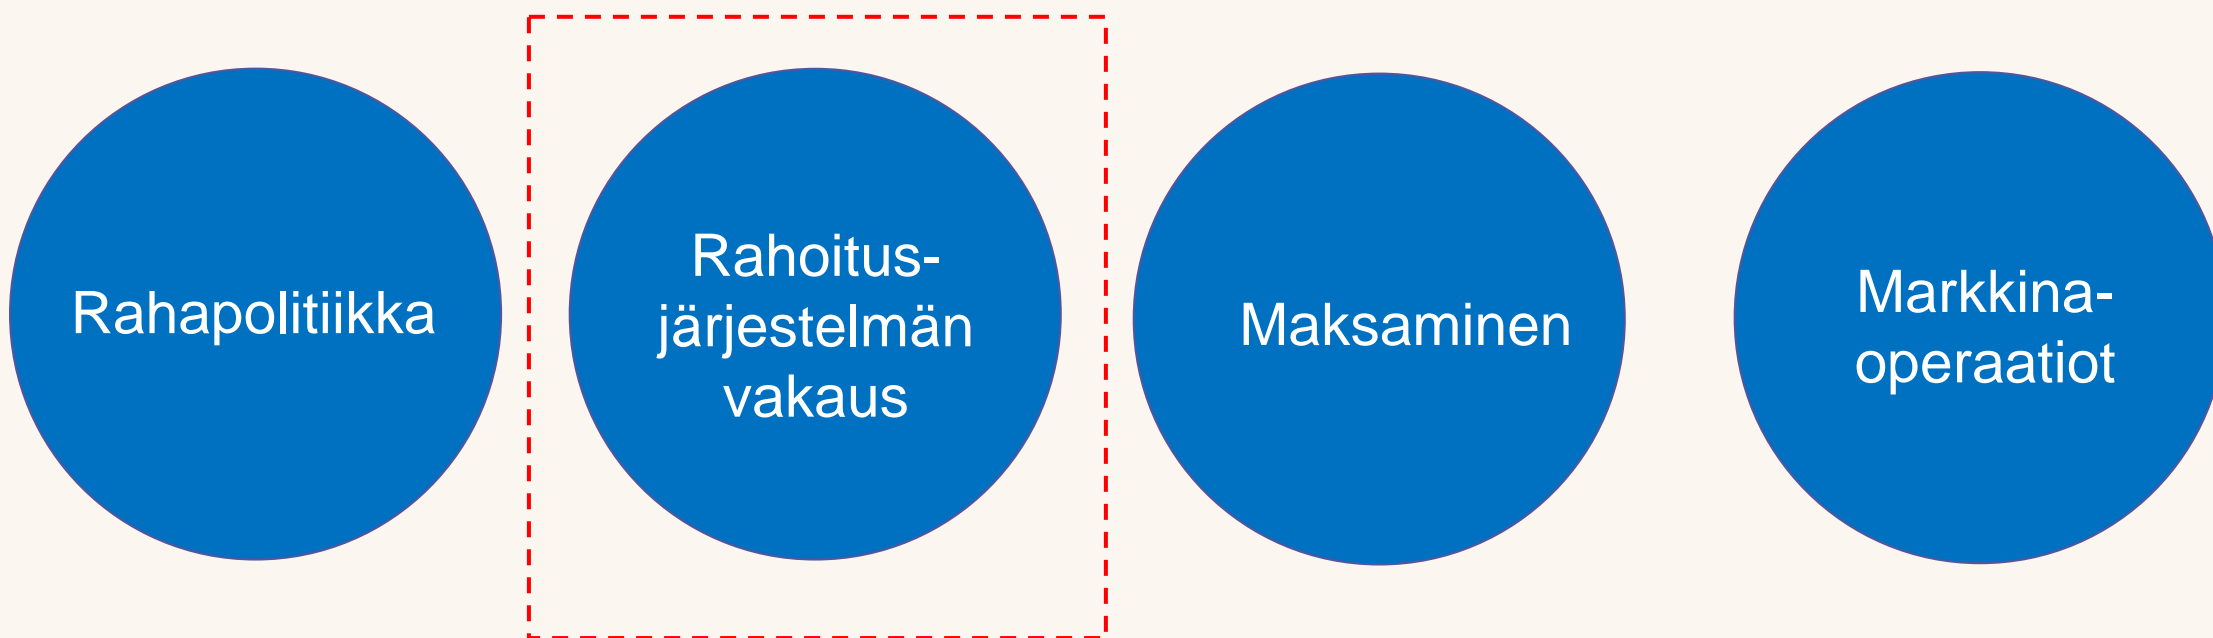 Rahapolitiikka
Rahoitus-
järjestelmän
vakaus
Maksaminen
Markkina-
operaatiot